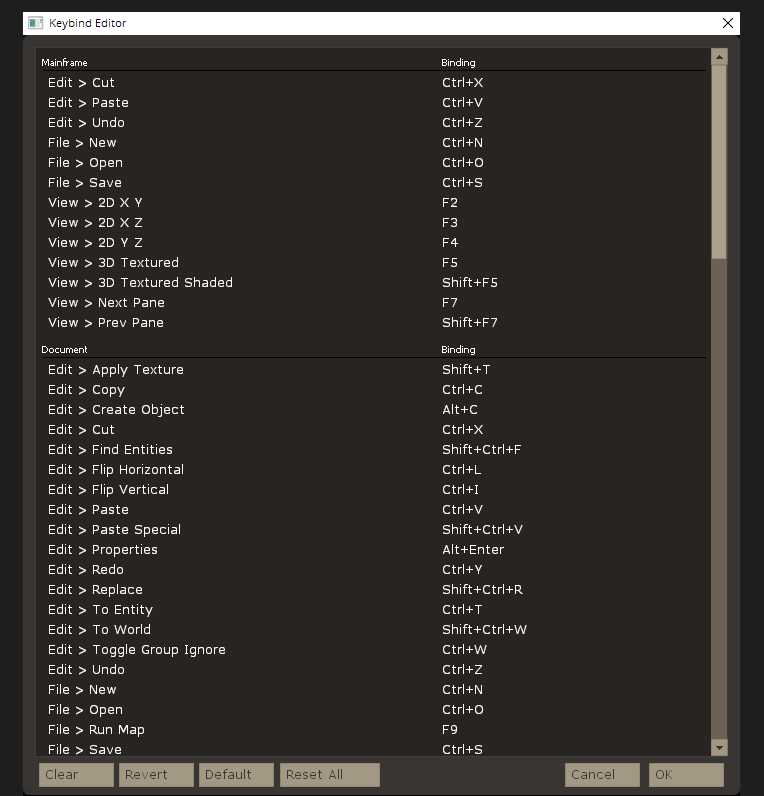 Keybind Editor
Mainframe Binding
Edit > Cut Ctrl+X
Edit > Paste Ctrl+V
Edit > Undo Ctrl+Z
File > New Ctrl+N
File > Open Ctrl+O
File > Save Ctrl+S
View > 2D X Y F2
View > 2D X Z F3
View > 2D Y Z F4
View > 3D Textured F5
View > 3D Textured Shaded Shift+F5
View > Next Pane F7
View > Prev Pane Shift+F7
Document Binding
Edit > Apply Texture Shift+T
Edit > Copy Ctrl+C
Edit > Create Object Alt+C
Edit > Cut Ctrl+X
Edit > Find Entities Shift+Ctrl+F
Edit > Flip Horizontal Ctrl+L
Edit > Flip Vertical Ctrl+I
Edit > Paste Ctrl+V
Edit > Paste Special Shift+Ctrl+V
Edit > Properties Alt+Enter
Edit > Redo Ctrl+Y
Edit > Replace Shift+Ctrl+R
Edit > To Entity Ctrl+T
Edit > To World Shift+Ctrl+W
Edit > Toggle Group Ignore Ctrl+W
Edit > Undo Ctrl+Z
File > New Ctrl+N
File > Open Ctrl+O
File > Run Map F9
File > Save Ctrl+S
Clear Revert Default Reset All Cancel OK